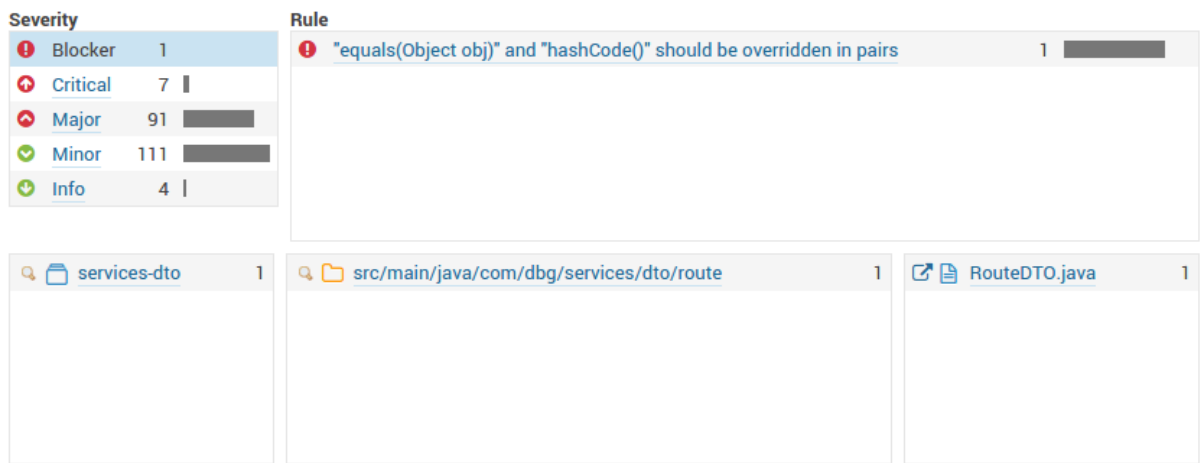 Severity
Blocker 1
Critical 7
Major 91
Minor 111
Info 4
Rule
"equals(Object obj)" and "hashCode()" should be overridden in pairs 1
services-dto 1
src/main/java/com/dbg/services/dto/route 1
RouteDTO.java 1